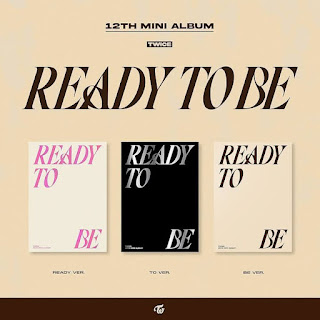 12TH MINI ALBUM
TWICE
READY TO BE
READY
TO
BE
READY
TO
BE
READY
TO
BE
READY VER.
TO VER.
BE VER.